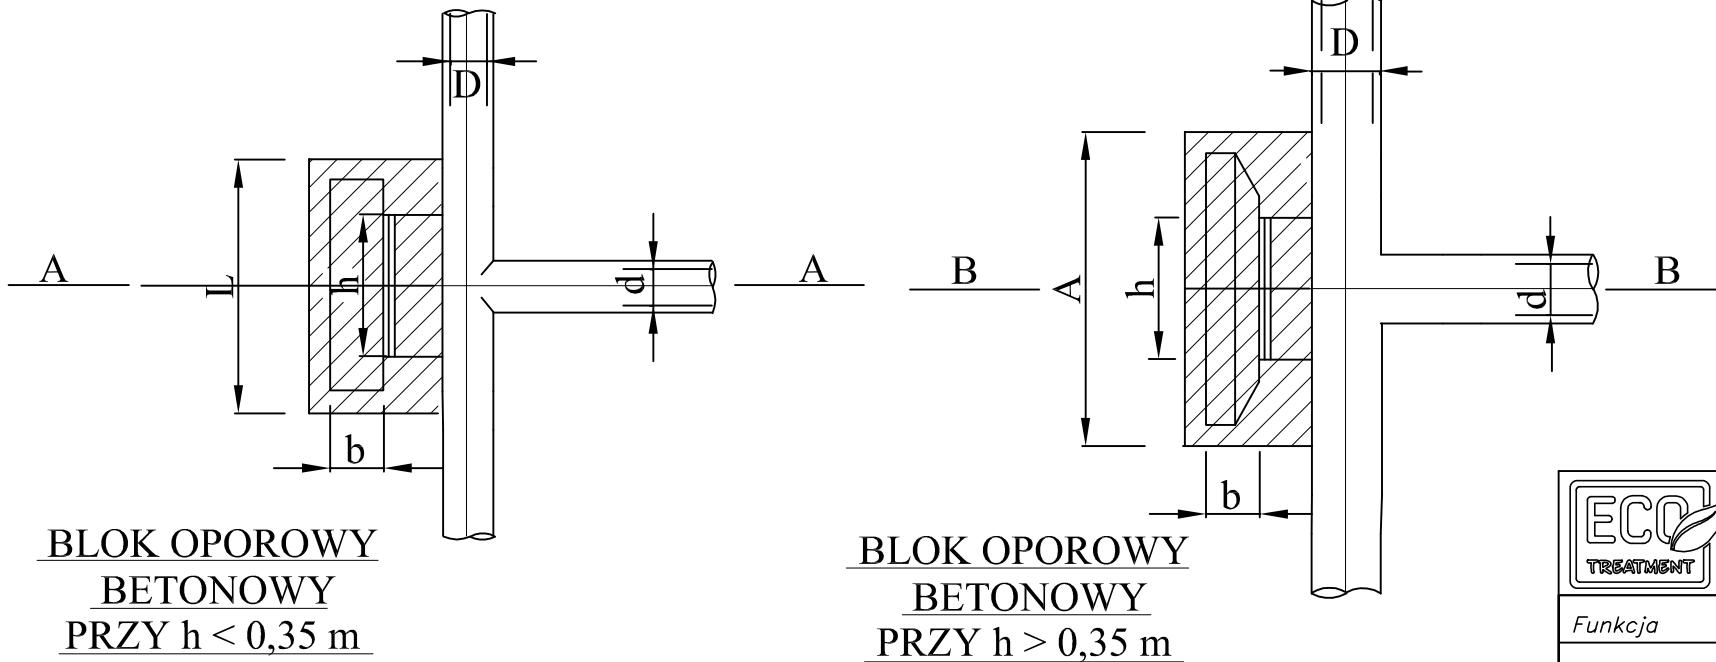 D
A
L
h
d
A
b
BLOK OPOROWY
BETONOWY
PRZY h < 0,35 m
D
B
A
h
d
B
b
BLOK OPOROWY
BETONOWY
PRZY h > 0,35 m
ECO
TREATMENT
Funkcja